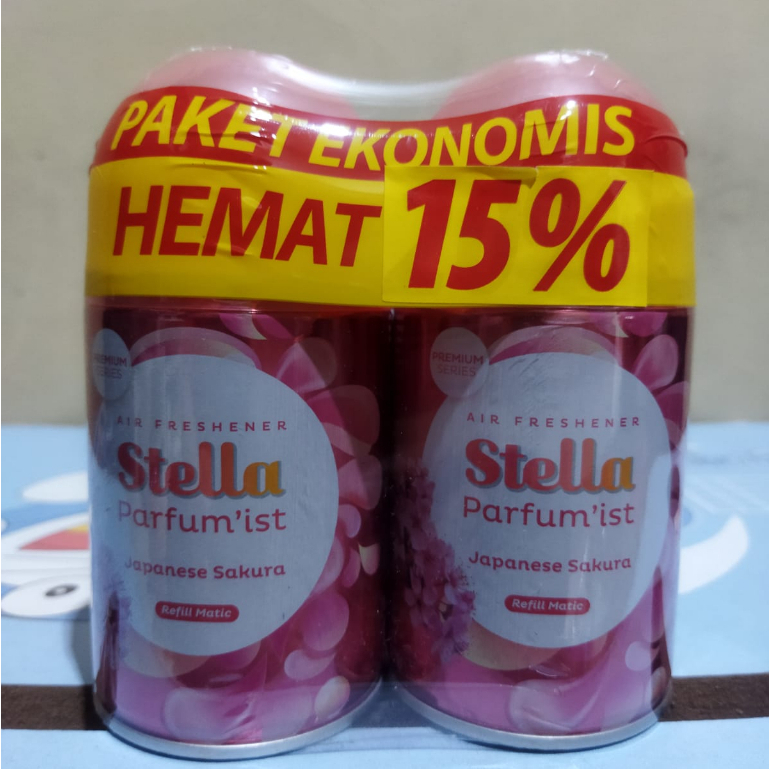 PAKET EKONOMIS
HEMAT 15%
PREMIUM
SERIES
AIR FRESHENER
Stella
Parfum'ist
Japanese Sakura
Refill Matic
PREMIUM
SERIES
AIR FRESHENER
Stella
Parfum'ist
Japanese Sakura
Refill Matic